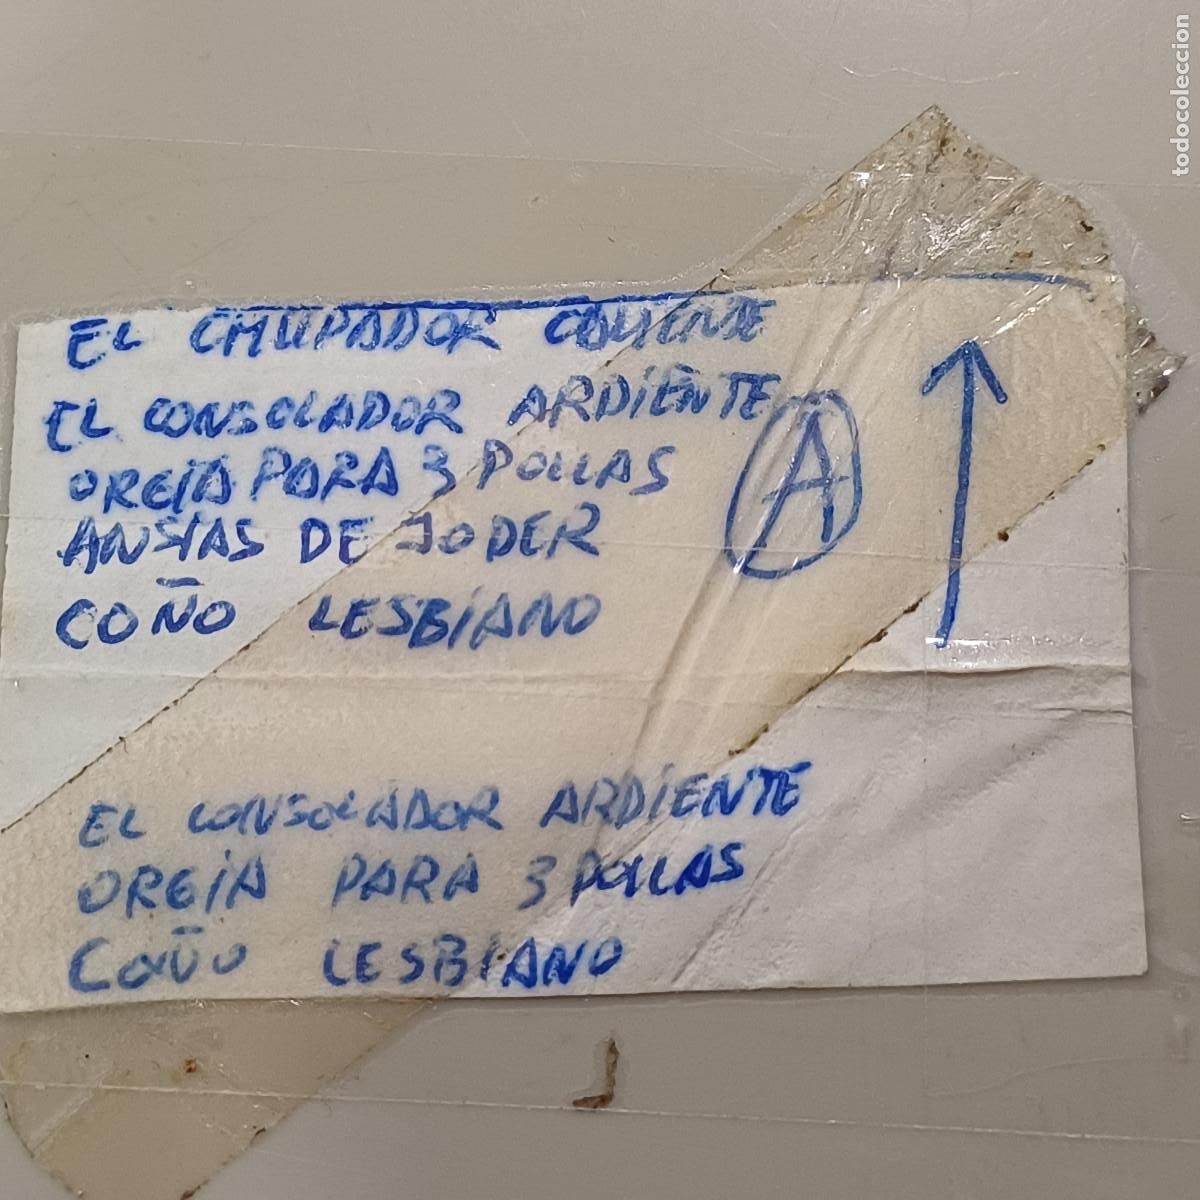 EL CHUPADOR CALIENTE
EL CONSOLADOR ARDIENTE
ORGIA PARA 3 POLLAS
ANSIAS DE JODER
COÑO LESBIANO
A
EL CONSOLADOR ARDIENTE
ORGIA PARA 3 POLLAS
COÑO LESBIANO
todocoleccion